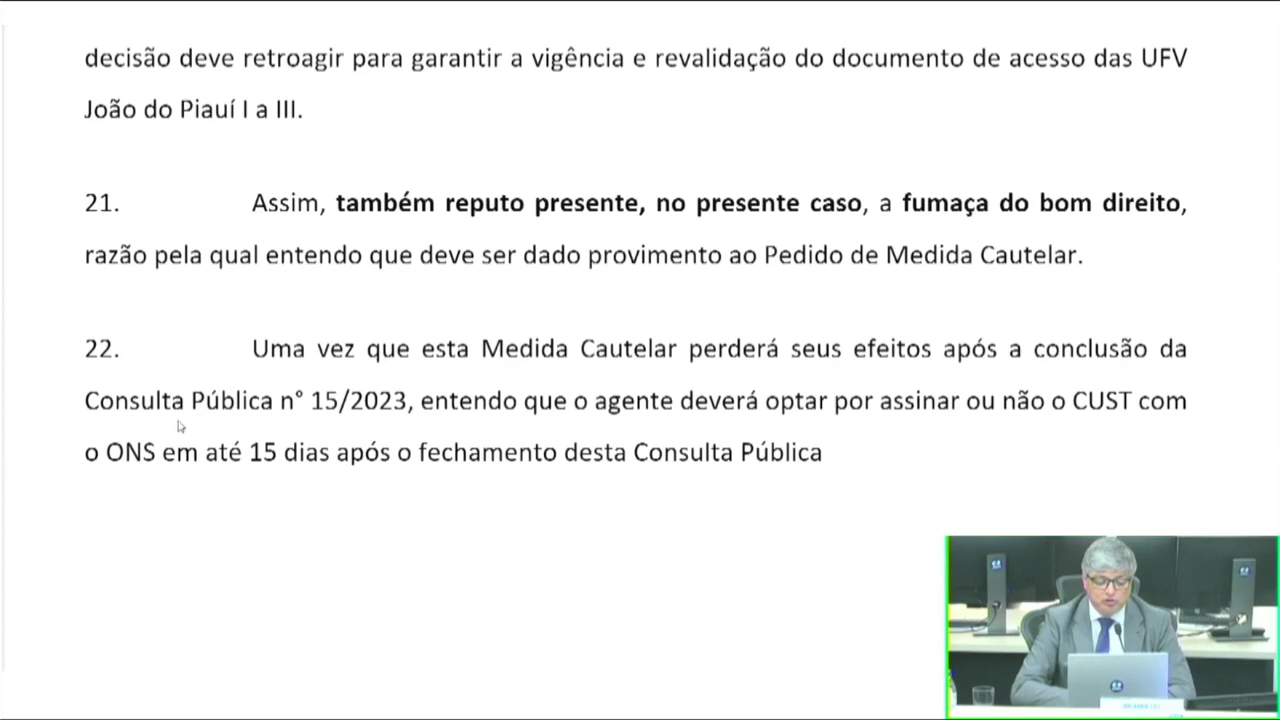 decisão deve retroagir para garantir a vigência e revalidação do documento de acesso das UFV
João do Piauí I a III.
21. Assim, também reputo presente, no presente caso, a fumaça do bom direito,
razão pela qual entendo que deve ser dado provimento ao Pedido de Medida Cautelar.
22. Uma vez que esta Medida Cautelar perderá seus efeitos após a conclusão da
Consulta Pública n° 15/2023, entendo que o agente deverá optar por assinar ou não o CUST com
o ONS em até 15 dias após o fechamento desta Consulta Pública